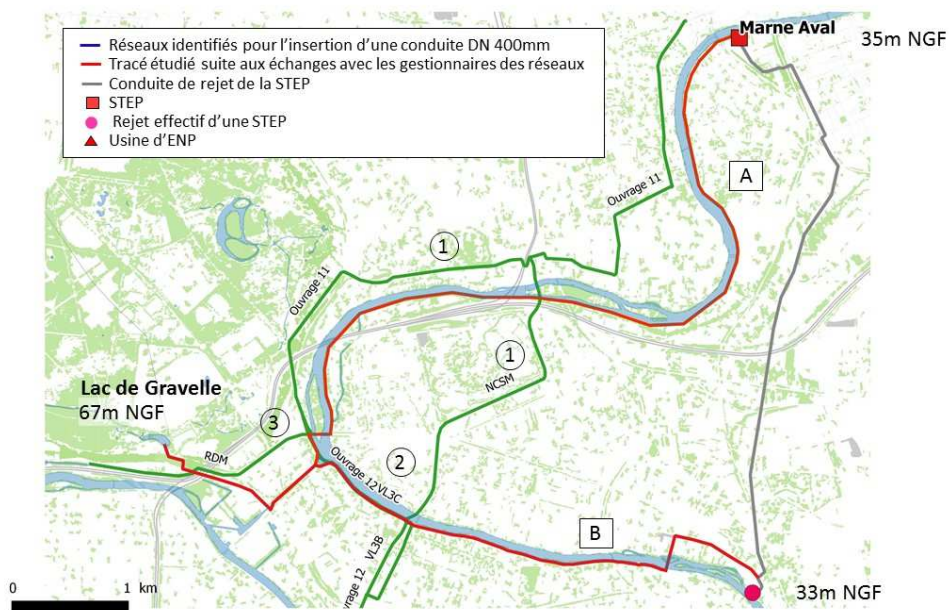 Marne Aval
35m NGF
Réseaux identifiés pour l'insertion d'une conduite DN 400mm
Tracé étudié suite aux échanges avec les gestionnaires des réseaux
Conduite de rejet de la STEP
STEP
Rejet effectif d'une STEP
Usine d'ENP
A
Ouvrage 11
1
Ouvrage 11
1
NCSM
Lac de Gravelle
67m NGF
3
RDM
2
Ouvrage 12 VL3C
B
Ouvrage 12 VL3B
33m NGF
0 1 km